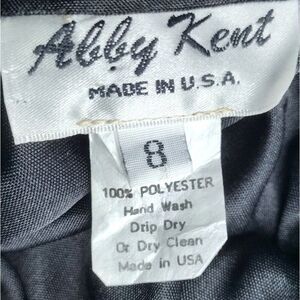 Abby Kent
MADE IN U.S.A.
8
100% POLYESTER
Hand Wash
Drip Dry
Or Dry Clean
Made in USA